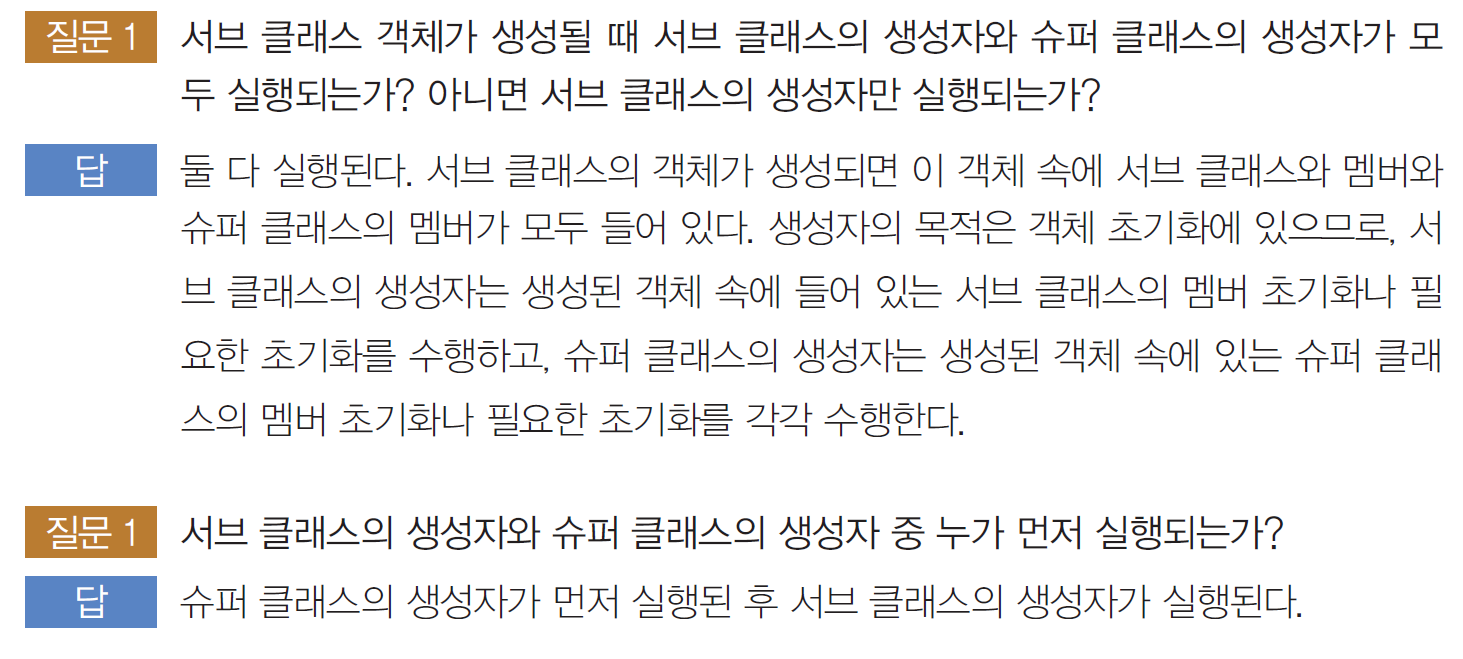 질문 1 서브 클래스 객체가 생성될 때 서브 클래스의 생성자와 슈퍼 클래스의 생성자가 모
두 실행되는가? 아니면 서브 클래스의 생성자만 실행되는가?
답 둘 다 실행된다. 서브 클래스의 객체가 생성되면 이 객체 속에 서브 클래스와 멤버와
슈퍼 클래스의 멤버가 모두 들어 있다. 생성자의 목적은 객체 초기화에 있으므로, 서
브 클래스의 생성자는 생성된 객체 속에 들어 있는 서브 클래스의 멤버 초기화나 필
요한 초기화를 수행하고, 슈퍼 클래스의 생성자는 생성된 객체 속에 있는 슈퍼 클래
스의 멤버 초기화나 필요한 초기화를 각각 수행한다.
질문 1 서브 클래스의 생성자와 슈퍼 클래스의 생성자 중 누가 먼저 실행되는가?
답 슈퍼 클래스의 생성자가 먼저 실행된 후 서브 클래스의 생성자가 실행된다.